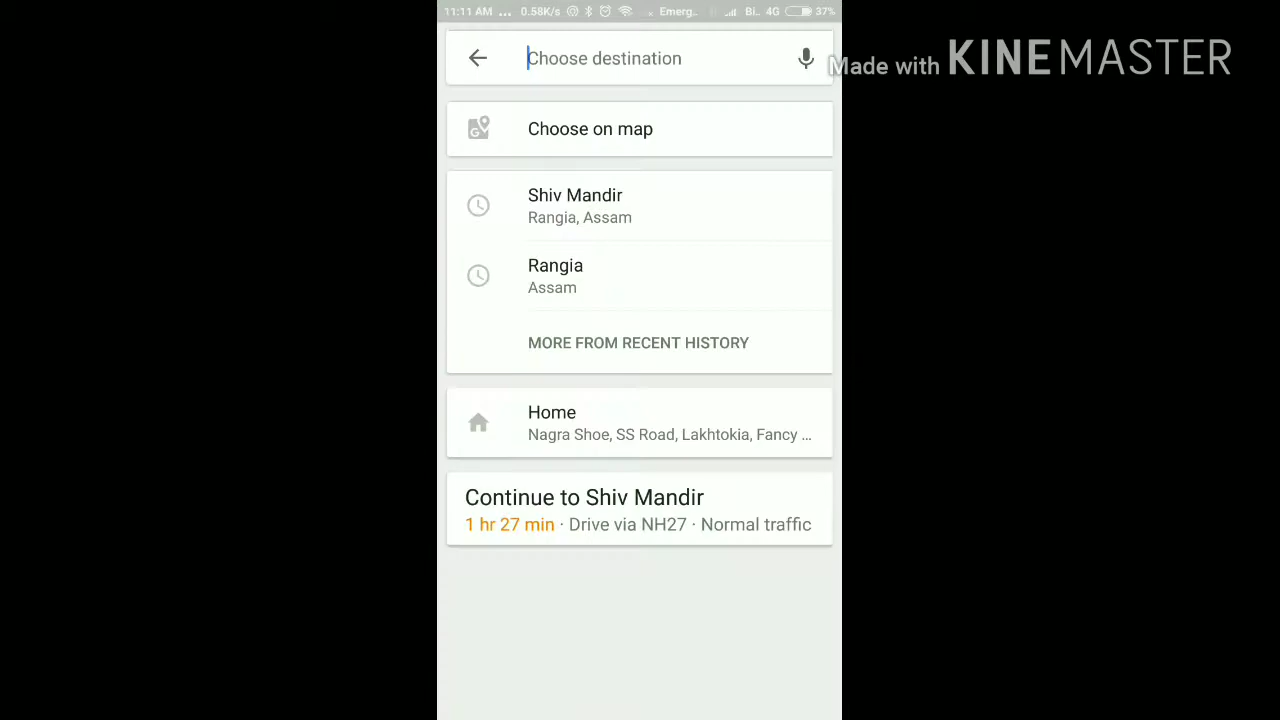 11:11 AM ... 0.58K/s Emerg.. Bi.. 4G 37%
Choose destination
Made with KINEMASTER
Choose on map
Shiv Mandir
Rangia, Assam
Rangia
Assam
MORE FROM RECENT HISTORY
Home
Nagra Shoe, SS Road, Lakhtokia, Fancy ...
Continue to Shiv Mandir
1 hr 27 min · Drive via NH27 · Normal traffic